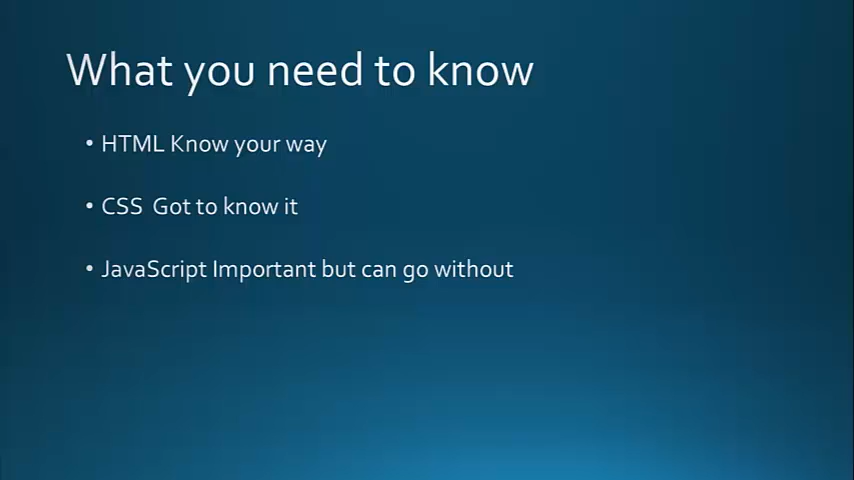 What you need to know
• HTML Know your way
• CSS  Got to know it
• JavaScript Important but can go without